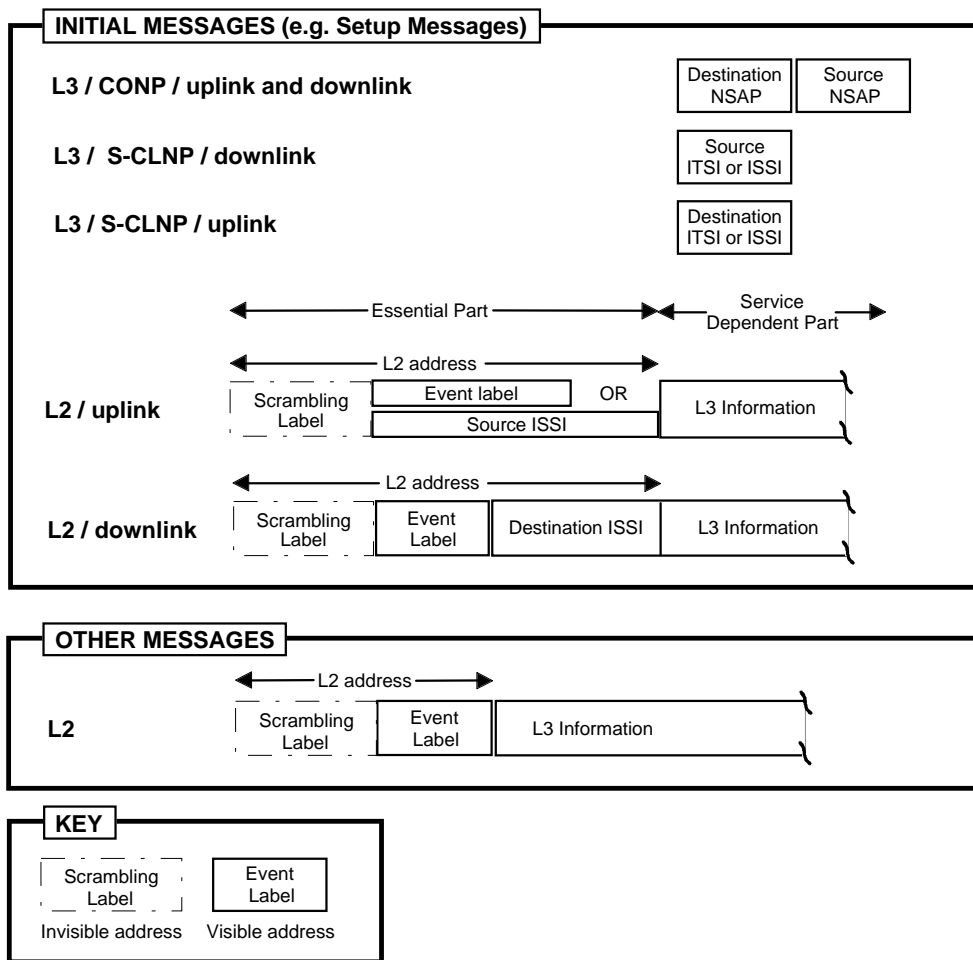 INITIAL MESSAGES (e.g. Setup Messages)
L3 / CONP / uplink and downlink
Destination
NSAP
Source
NSAP
L3 / S-CLNP / downlink
Source
ITSI or ISSI
L3 / S-CLNP / uplink
Destination
ITSI or ISSI
Essential Part
Service
Dependent Part
L2 address
L2 / uplink
Scrambling
Label
Event label
OR
Source ISSI
L3 Information
L2 address
L2 / downlink
Scrambling
Label
Event
Label
Destination ISSI
L3 Information
OTHER MESSAGES
L2 address
L2
Scrambling
Label
Event
Label
L3 Information
KEY
Scrambling
Label
Event
Label
Invisible address
Visible address